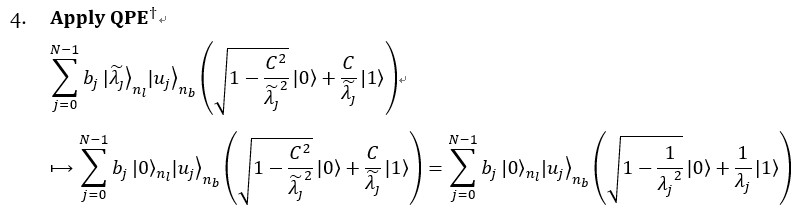 4. Apply QPE†↵
∑_{j=0}^{N-1} b_j |λ̃_J⟩_{n_l} |u_j⟩_{n_b} (√(1 − C²/λ̃_J²) |0⟩ + C/λ̃_J |1⟩)↵
↦ ∑_{j=0}^{N-1} b_j |0⟩_{n_l} |u_j⟩_{n_b} (√(1 − C²/λ̃_J²) |0⟩ + C/λ̃_J |1⟩) = ∑_{j=0}^{N-1} b_j |0⟩_{n_l} |u_j⟩_{n_b} (√(1 − 1/λ_j²) |0⟩ + 1/λ_j |1⟩)